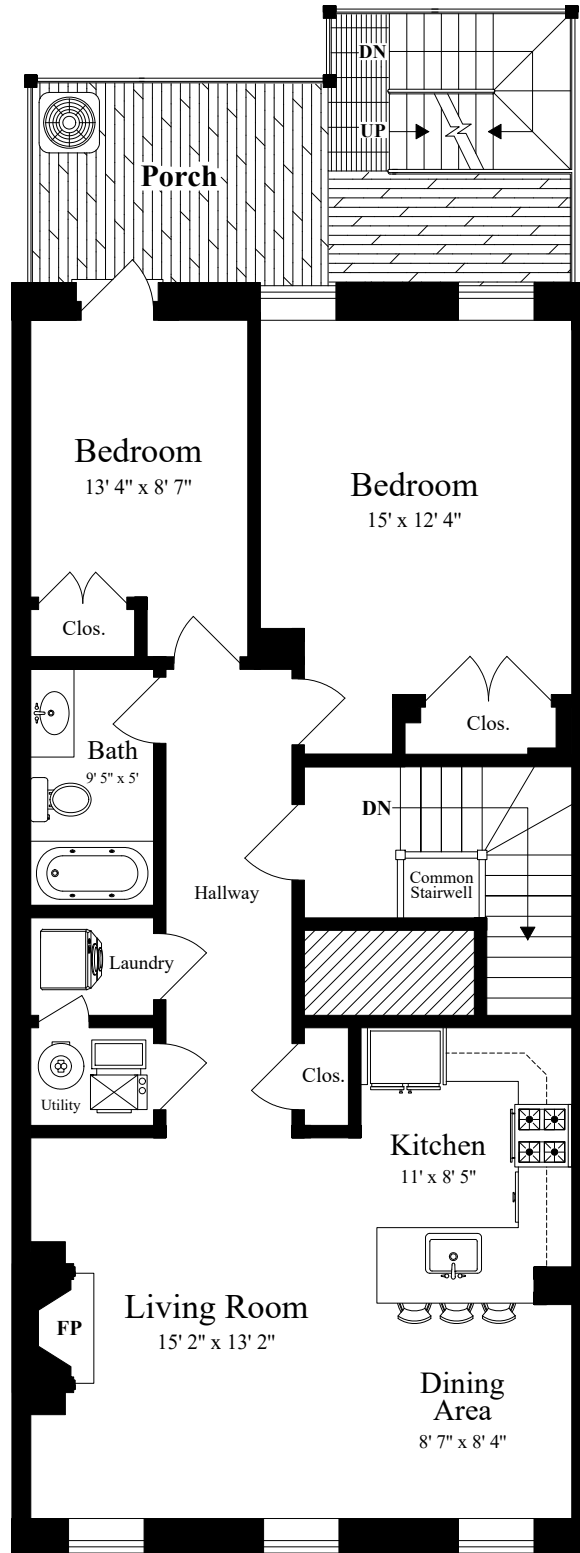 DN
UP
Porch
Bedroom
13' 4" x 8' 7"
Bedroom
15' x 12' 4"
Clos.
Clos.
Bath
9' 5" x 5'
DN
Common
Stairwell
Hallway
Laundry
Utility
Clos.
Kitchen
11' x 8' 5"
Living Room
15' 2" x 13' 2"
FP
Dining
Area
8' 7" x 8' 4"